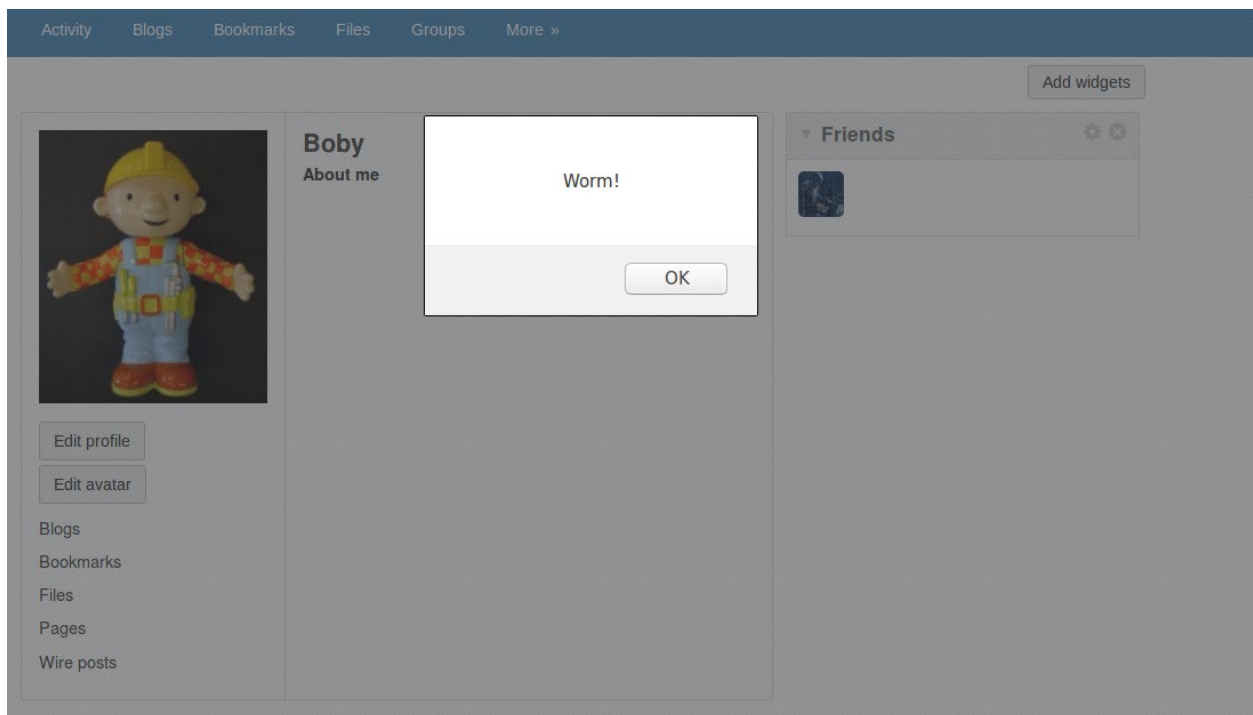 Activity Blogs Bookmarks Files Groups More »
Add widgets
Boby
About me
Worm!
OK
Friends
Edit profile
Edit avatar
Blogs
Bookmarks
Files
Pages
Wire posts